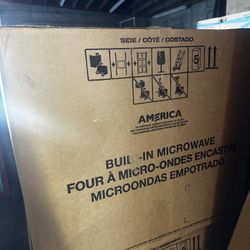 SIDE / CÔTÉ / COSTADO
AMERICA
BUIL -IN MICROWAVE
FOUR À MICRO-ONDES ENCASTRÉ
MICROONDAS EMPOTRADO